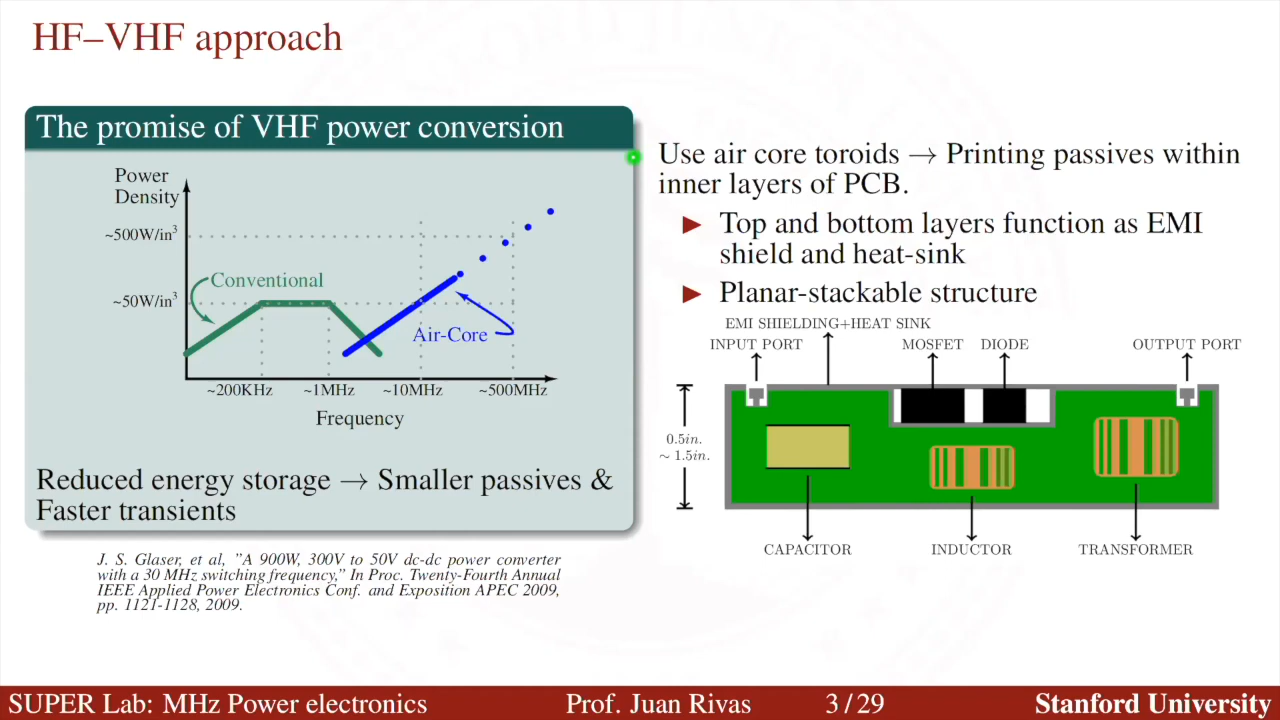 HF–VHF approach
The promise of VHF power conversion
Power
Density
~500W/in³
~50W/in³
Conventional
Air-Core
~200KHz
~1MHz
~10MHz
~500MHz
Frequency
Reduced energy storage → Smaller passives &
Faster transients
J. S. Glaser, et al, ”A 900W, 300V to 50V dc-dc power converter
with a 30 MHz switching frequency,” In Proc. Twenty-Fourth Annual
IEEE Applied Power Electronics Conf. and Exposition APEC 2009,
pp. 1121-1128, 2009.
Use air core toroids → Printing passives within
inner layers of PCB.
Top and bottom layers function as EMI
shield and heat-sink
Planar-stackable structure
EMI SHIELDING+HEAT SINK
INPUT PORT
MOSFET
DIODE
OUTPUT PORT
0.5in.
~ 1.5in.
CAPACITOR
INDUCTOR
TRANSFORMER
SUPER Lab: MHz Power electronics
Prof. Juan Rivas
3 / 29
Stanford University